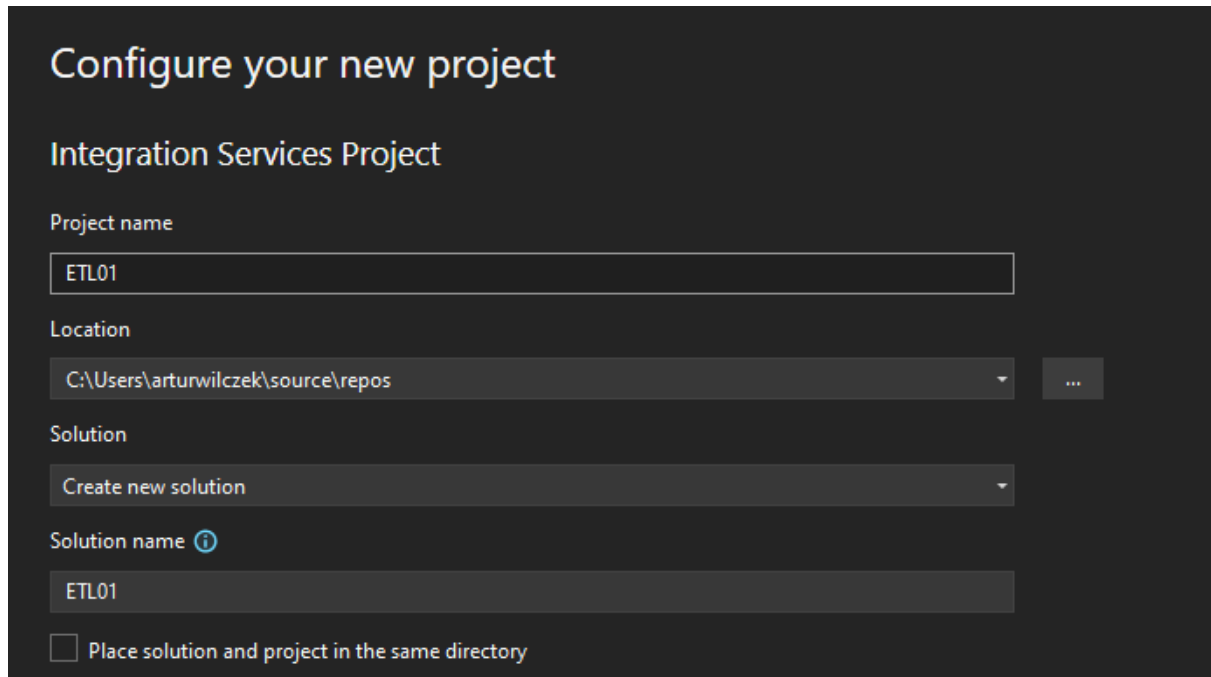 Configure your new project
Integration Services Project
Project name
ETL01
Location
C:\Users\arturwilczek\source\repos
...
Solution
Create new solution
Solution name
ETL01
Place solution and project in the same directory